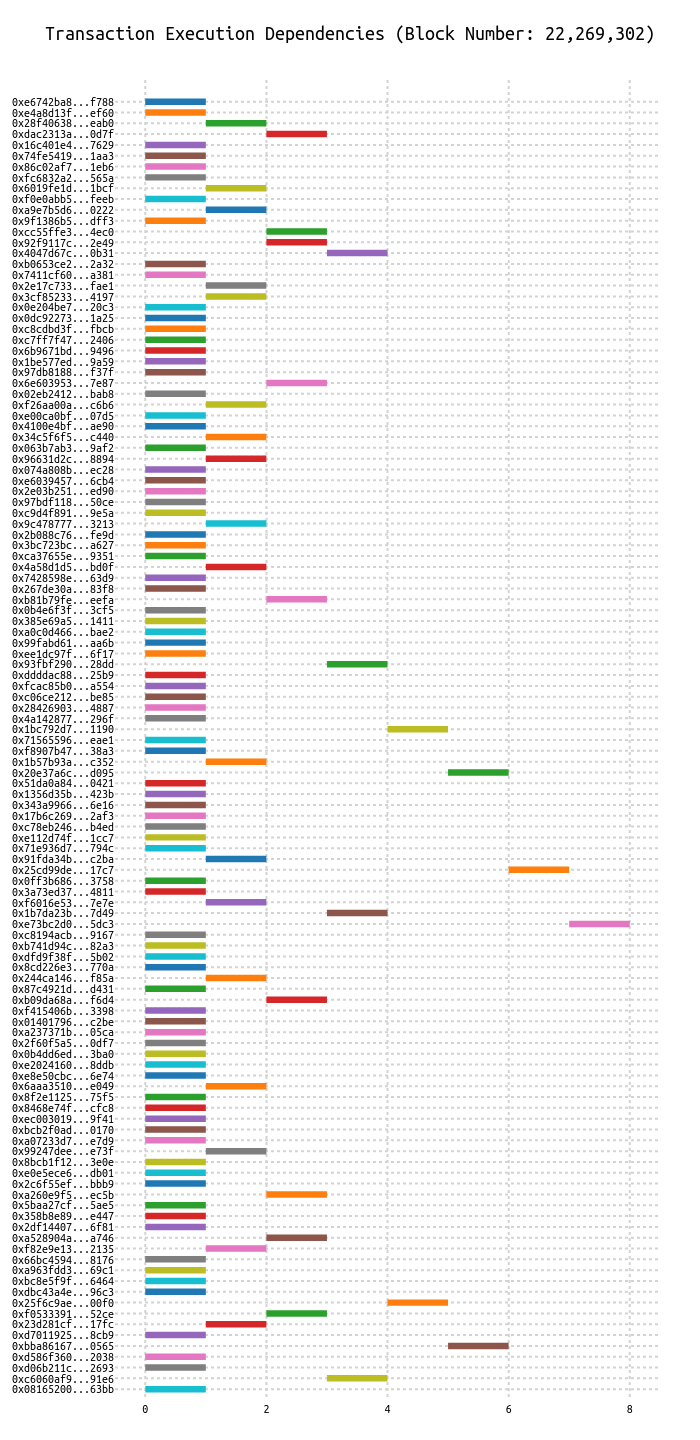 Transaction Execution Dependencies (Block Number: 22,269,302)
0xe6742ba8...f788
0xe4a8d13f...ef60
0x28f40638...eab0
0xdac2313a...0d7f
0x16c401e4...7629
0x74fe5419...1aa3
0x86c02af7...1eb6
0xfc6832a2...565a
0x6019fe1d...1bcf
0xf0e0abb5...feeb
0xa9e7b5d6...0222
0x9f1386b5...dff3
0xcc55ffe3...4ec0
0x92f9117c...2e49
0x4047d67c...0b31
0xb0653ce2...2a32
0x7411cf60...a381
0x2e17c733...fae1
0x3cf85233...4197
0x0e204be7...20c3
0x0dc92273...1a25
0xc8cdbd3f...fbcb
0xc7ff7f47...2406
0x6b9671bd...9496
0x1be577ed...9a59
0x97db8188...f37f
0x6e603953...7e87
0x02eb2412...bab8
0xf26aa00a...c6b6
0xe00ca0bf...07d5
0x4100e4bf...ae90
0x34c5f6f5...c440
0x063b7ab3...9af2
0x96631d2c...8894
0x074a808b...ec28
0xe6039457...6cb4
0x2e03b251...ed90
0x97bdf118...50ce
0xc9d4f891...9e5a
0x9c478777...3213
0x2b088c76...fe9d
0x3bc723bc...a627
0xca37655e...9351
0x4a58d1d5...bd0f
0x7428598e...63d9
0x267de30a...83f8
0xb81b79fe...eefa
0x0b4e6f3f...3cf5
0x385e69a5...1411
0xa0c0d466...bae2
0x99fabd61...aa6b
0xee1dc97f...6f17
0x93fbf290...28dd
0xddddac88...25b9
0xfcac85b0...a554
0xc06ce212...be85
0x28426903...4887
0x4a142877...296f
0x1bc792d7...1190
0x71565596...eae1
0xf8907b47...38a3
0x1b57b93a...c352
0x20e37a6c...d095
0x51da0a84...0421
0x1356d35b...423b
0x343a9966...6e16
0x17b6c269...2af3
0xc78eb246...b4ed
0xe112d74f...1cc7
0x71e936d7...794c
0x91fda34b...c2ba
0x25cd99de...17c7
0x0ff3b686...3758
0x3a73ed37...4811
0xf6016e53...7e7e
0x1b7da23b...7d49
0xe73bc2d0...5dc3
0xc8194acb...9167
0xb741d94c...82a3
0xdfd9f38f...5b02
0x8cd226e3...770a
0x244ca146...f85a
0x87c4921d...d431
0xb09da68a...f6d4
0xf415406b...3398
0x01401796...c2be
0xa237371b...05ca
0x2f60f5a5...0df7
0x0b4dd6ed...3ba0
0xe2024160...8ddb
0xe8e50cbc...6e74
0x6aaa3510...e049
0x8f2e1125...75f5
0x8468e74f...cfc8
0xec003019...9f41
0xbcb2f0ad...0170
0xa07233d7...e7d9
0x99247dee...e73f
0x8bcb1f12...3e0e
0xe0e5ece6...db01
0x2c6f55ef...bbb9
0xa260e9f5...ec5b
0x5baa27cf...5ae5
0x358b8e89...e447
0x2df14407...6f81
0xa528904a...a746
0xf82e9e13...2135
0x66bc4594...8176
0xa963fdd3...69c1
0xbc8e5f9f...6464
0xdbc43a4e...96c3
0x25f6c9ae...00f0
0xf0533391...52ce
0x23d281cf...17fc
0xd7011925...8cb9
0xbba86167...0565
0xd586f360...2038
0xd06b211c...2693
0xc6060af9...91e6
0x08165200...63bb
0 2 4 6 8